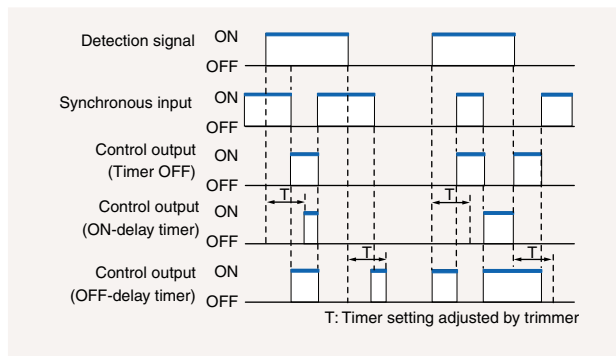 Detection signal ON
OFF
Synchronous input ON
OFF
Control output ON
(Timer OFF)
OFF
T T
Control output ON
(ON-delay timer)
OFF
T T
Control output ON
(OFF-delay timer) OFF
T: Timer setting adjusted by trimmer